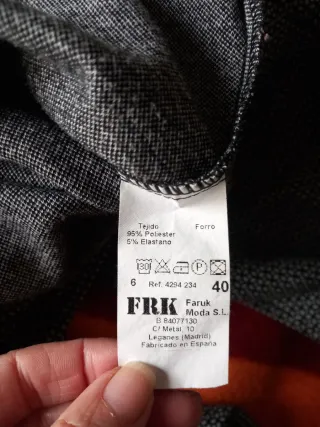 Tejido Forro
95% Poliester
5% Elastano
30 P
6 Ref. 4294 234 40
FRK Faruk
Moda S.L.
B 84077130
C/ Metal, 10
Leganes (Madrid)
Fabricado en España